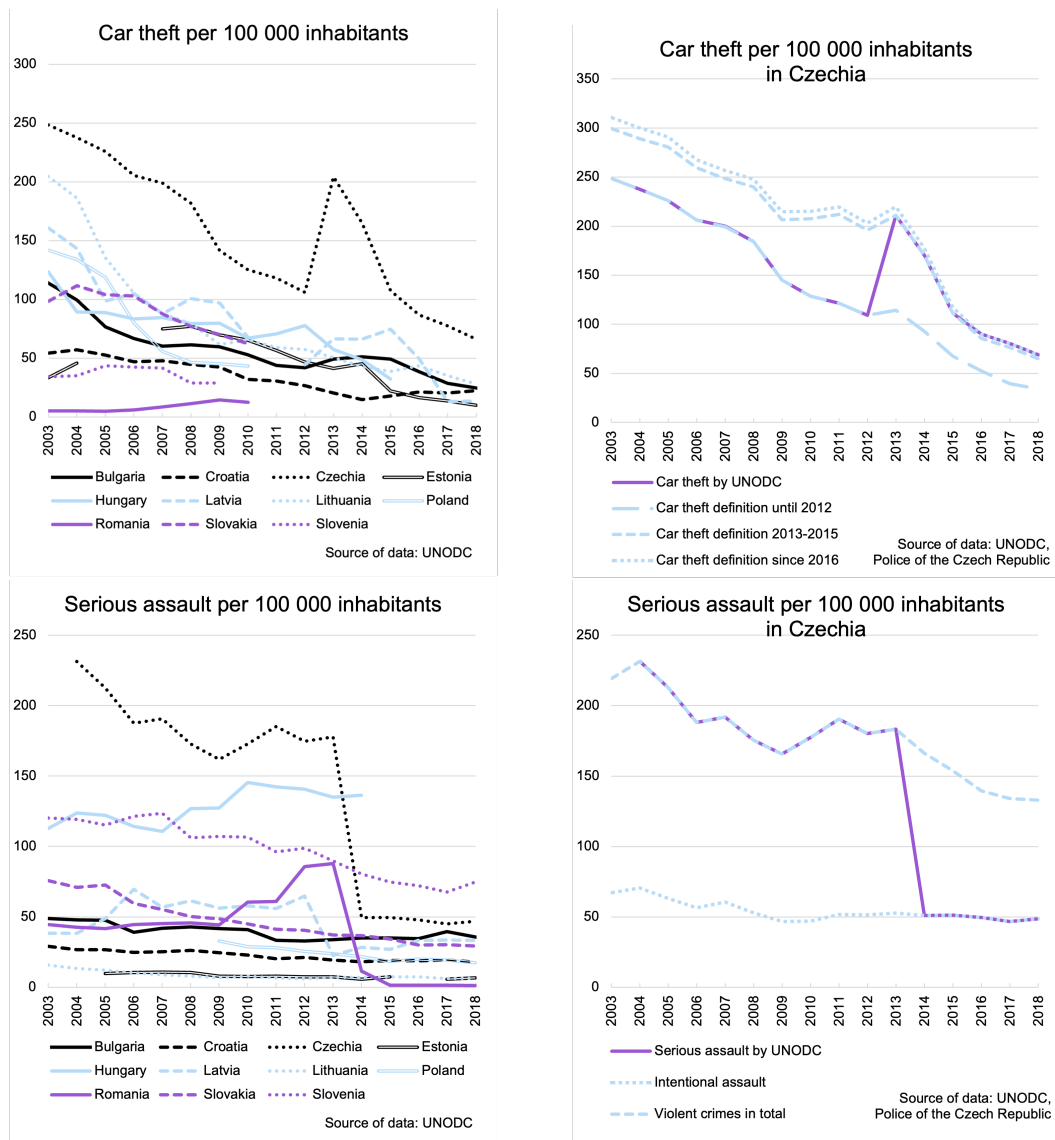 Car theft per 100 000 inhabitants
300
250
200
150
100
50
0
2003 2004 2005 2006 2007 2008 2009 2010 2011 2012 2013 2014 2015 2016 2017 2018
Bulgaria Croatia Czechia Estonia
Hungary Latvia Lithuania Poland
Romania Slovakia Slovenia
Source of data: UNODC
Car theft per 100 000 inhabitants
in Czechia
350
300
250
200
150
100
50
0
2003 2004 2005 2006 2007 2008 2009 2010 2011 2012 2013 2014 2015 2016 2017 2018
Car theft by UNODC
Car theft definition until 2012
Car theft definition 2013-2015
Car theft definition since 2016
Source of data: UNODC,
Police of the Czech Republic
Serious assault per 100 000 inhabitants
250
200
150
100
50
0
2003 2004 2005 2006 2007 2008 2009 2010 2011 2012 2013 2014 2015 2016 2017 2018
Bulgaria Croatia Czechia Estonia
Hungary Latvia Lithuania Poland
Romania Slovakia Slovenia
Source of data: UNODC
Serious assault per 100 000 inhabitants
in Czechia
250
200
150
100
50
0
2003 2004 2005 2006 2007 2008 2009 2010 2011 2012 2013 2014 2015 2016 2017 2018
Serious assault by UNODC
Intentional assault
Violent crimes in total
Source of data: UNODC,
Police of the Czech Republic